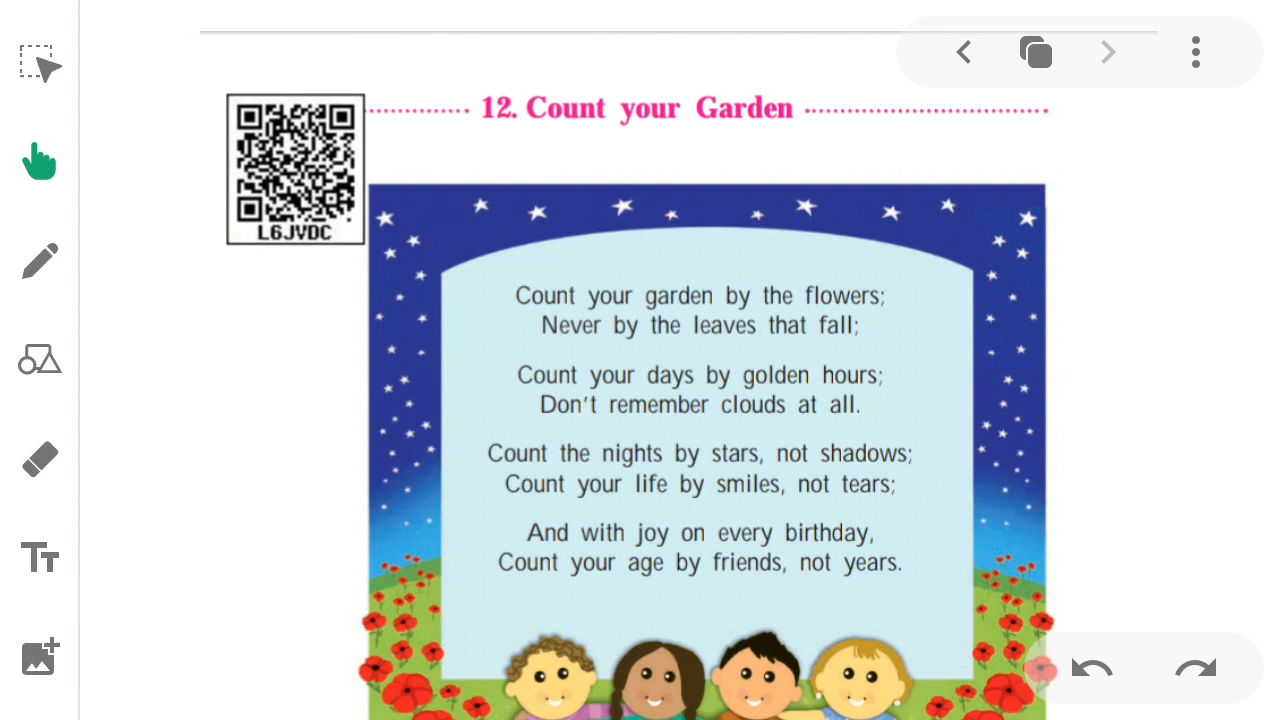 12. Count your Garden
L6JVDC
Count your garden by the flowers;
Never by the leaves that fall;
Count your days by golden hours;
Don't remember clouds at all.
Count the nights by stars, not shadows;
Count your life by smiles, not tears;
And with joy on every birthday,
Count your age by friends, not years.